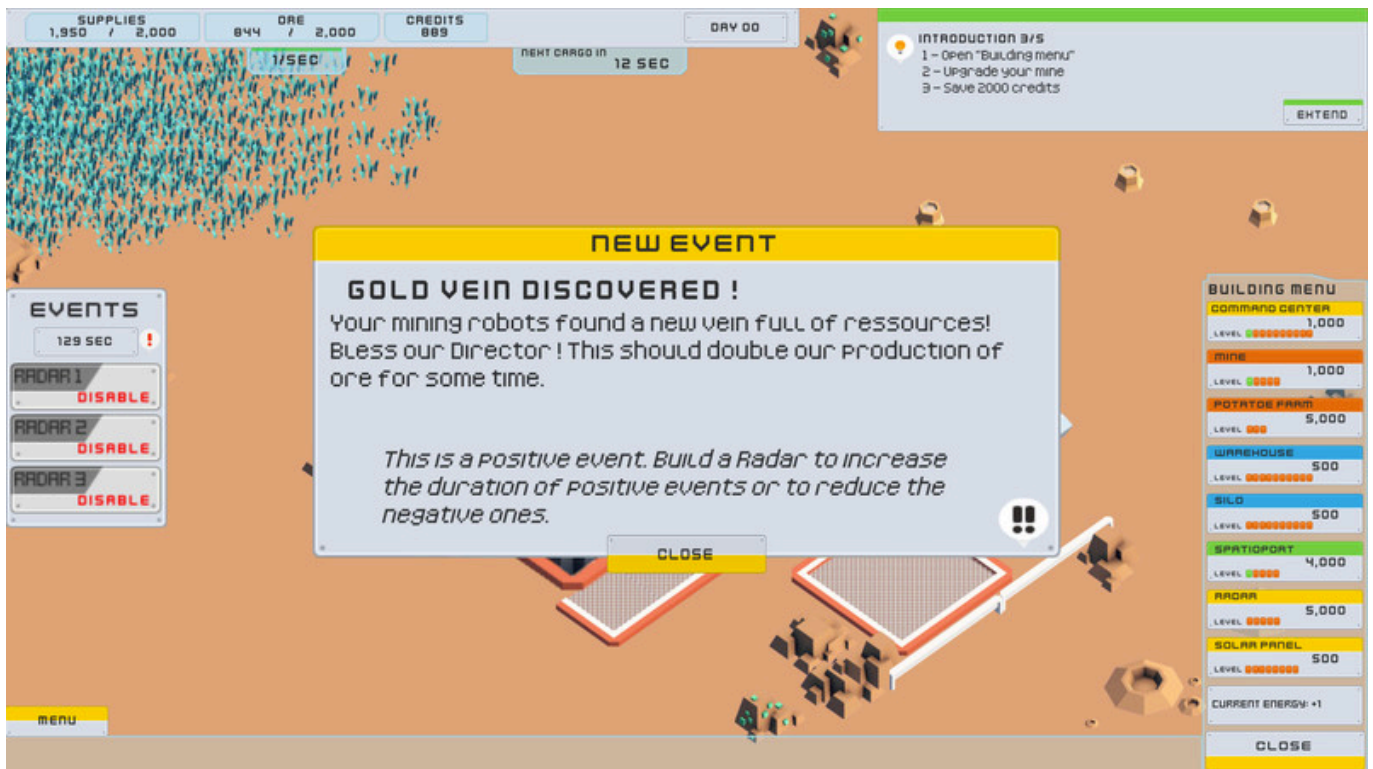 SUPPLIES
1,950 / 2,000
ORE
844 / 2,000
CREDITS
889
DAY 00
1/SEC
NEXT CARGO IN
12 SEC
INTRODUCTION 3/5
1 - Open "Building menu"
2 - Upgrade your mine
3 - Save 2000 credits
EXTEND
NEW EVENT
GOLD VEIN DISCOVERED !
Your mining robots found a new vein full of ressources!
Bless our Director ! This should double our production of
ore for some time.
This is a positive event. Build a Radar to increase
the duration of positive events or to reduce the
negative ones.
!!
CLOSE
EVENTS
129 SEC
!
RADAR 1
DISABLE
RADAR 2
DISABLE
RADAR 3
DISABLE
MENU
BUILDING MENU
COMMAND CENTER
1,000
LEVEL
MINE
1,000
LEVEL
POTATOE FARM
5,000
LEVEL
WAREHOUSE
500
LEVEL
SILO
500
LEVEL
SPATIOPORT
4,000
LEVEL
RADAR
5,000
LEVEL
SOLAR PANEL
500
LEVEL
CURRENT ENERGY: +1
CLOSE